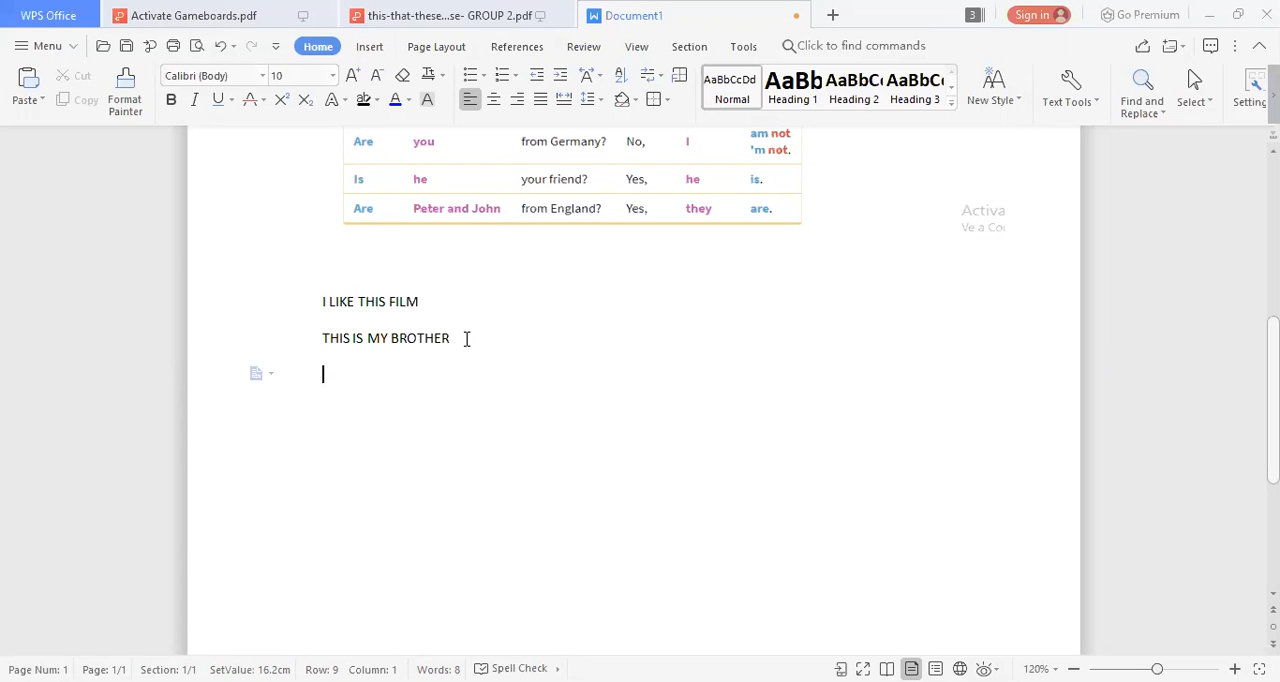 WPS Office Activate Gameboards.pdf this-that-these...se- GROUP 2.pdf Document1 3 Sign in Go Premium
Menu Home Insert Page Layout References Review View Section Tools Click to find commands
Paste Cut Copy Format Painter Calibri (Body) 10 AaBbCcDd Normal AaBb Heading 1 AaBbC Heading 2 AaBbC Heading 3 New Style Text Tools Find and Replace Select Setting
Are you from Germany? No, I am not 'm not.
Is he your friend? Yes, he is.
Are Peter and John from England? Yes, they are.
Activa
Ve a Co
I LIKE THIS FILM
THIS IS MY BROTHER
Page Num: 1 Page: 1/1 Section: 1/1 SetValue: 16.2cm Row: 9 Column: 1 Words: 8 Spell Check 120%